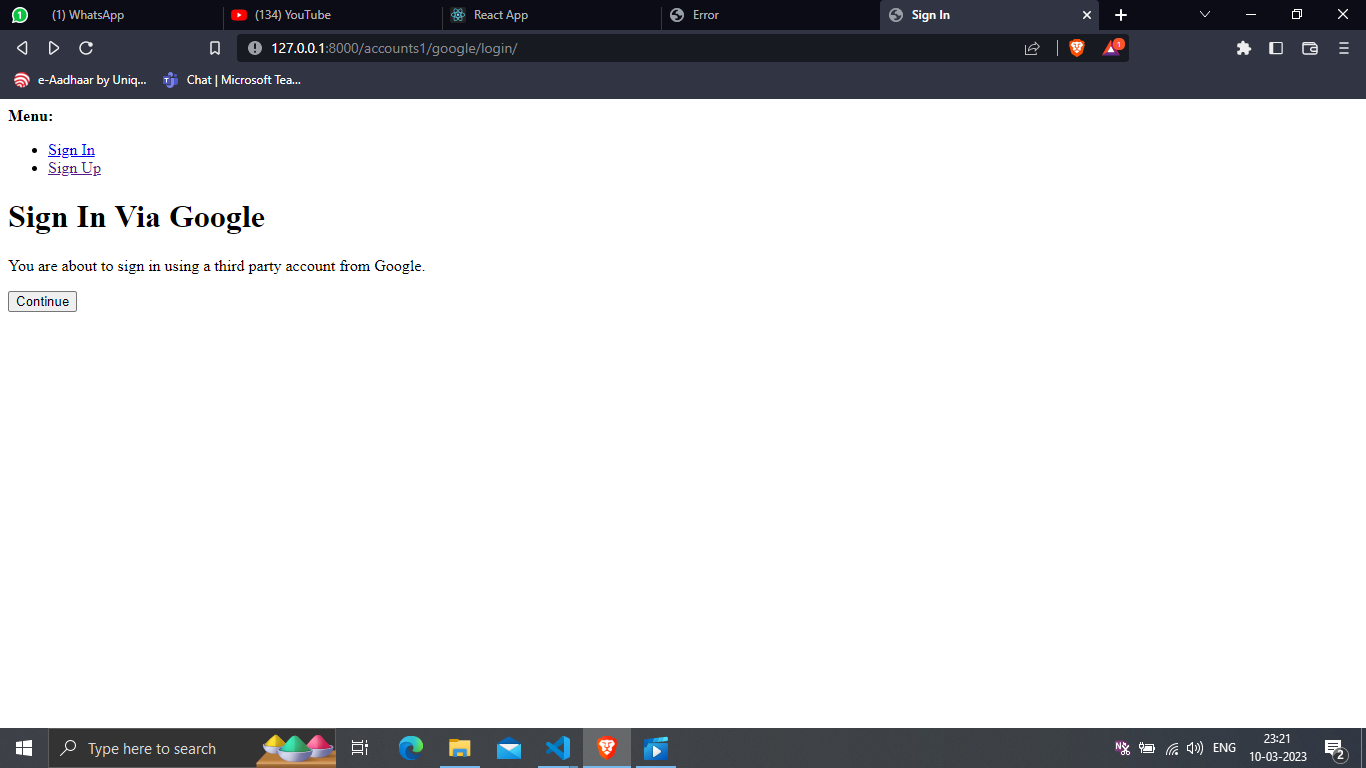 1 (1) WhatsApp (134) YouTube React App Error Sign In
127.0.0.1:8000/accounts1/google/login/ 1
e-Aadhaar by Uniq... Chat | Microsoft Tea...
Menu:
Sign In
Sign Up
Sign In Via Google
You are about to sign in using a third party account from Google.
Continue
Type here to search ENG 23:21 2
10-03-2023